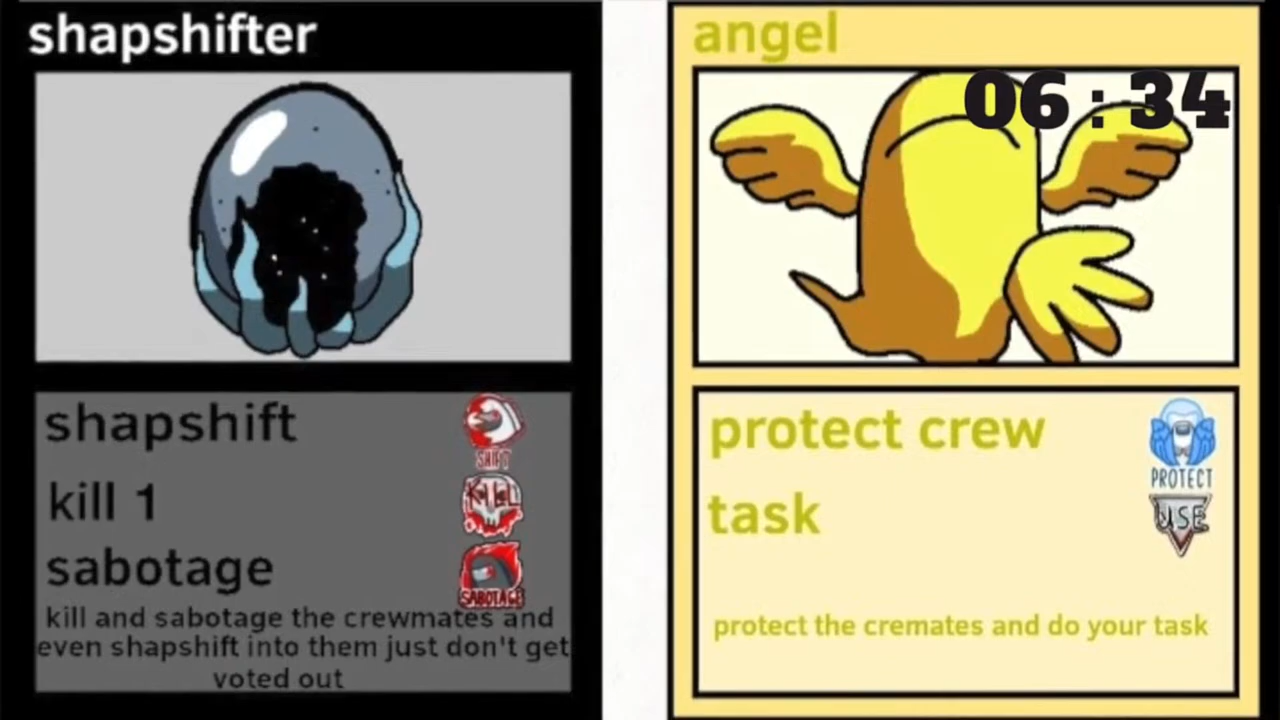 shapshifter
shapshift
SHIFT
kill 1
KILL
sabotage
SABOTAGE
kill and sabotage the crewmates and
even shapshift into them just don't get
voted out
angel
06 : 34
protect crew
PROTECT
task
USE
protect the cremates and do your task